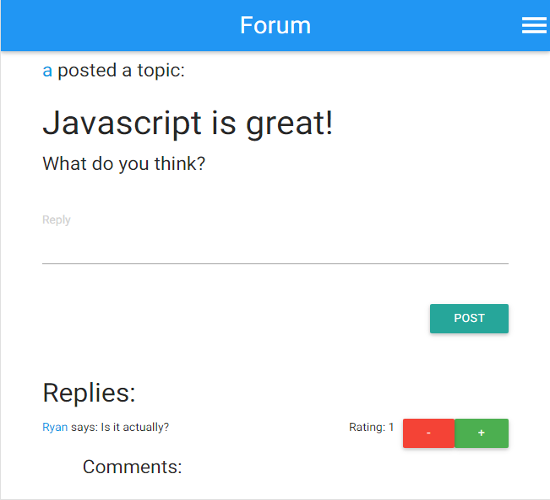 Forum
a posted a topic:
Javascript is great!
What do you think?
Reply
POST
Replies:
Ryan says: Is it actually? Rating: 1 - +
Comments: